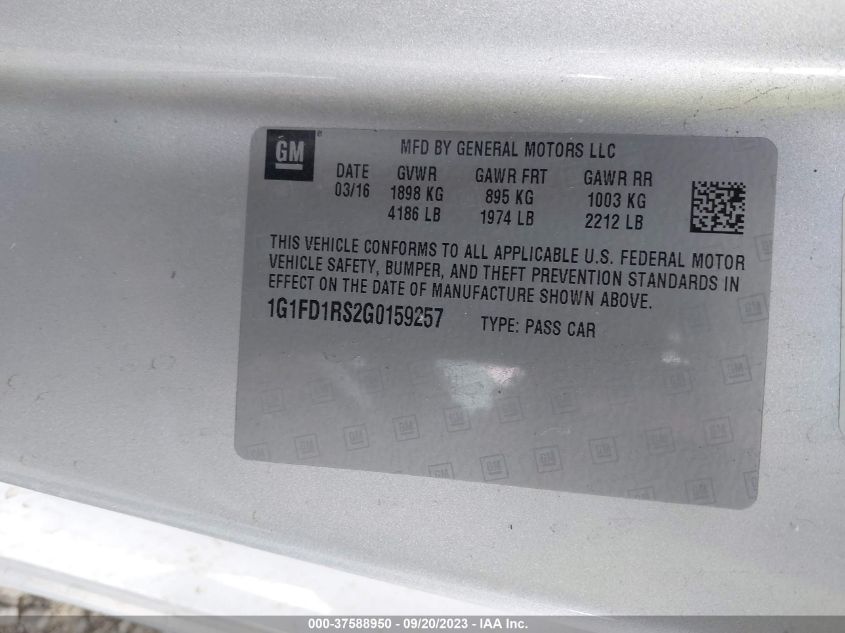 GM
MFD BY GENERAL MOTORS LLC
DATE GVWR GAWR FRT GAWR RR
03/16 1898 KG 895 KG 1003 KG
4186 LB 1974 LB 2212 LB
THIS VEHICLE CONFORMS TO ALL APPLICABLE U.S. FEDERAL MOTOR
VEHICLE SAFETY, BUMPER, AND THEFT PREVENTION STANDARDS IN
EFFECT ON THE DATE OF MANUFACTURE SHOWN ABOVE.
1G1FD1RS2G0159257 TYPE: PASS CAR
000-37588950 - 09/20/2023 - IAA Inc.